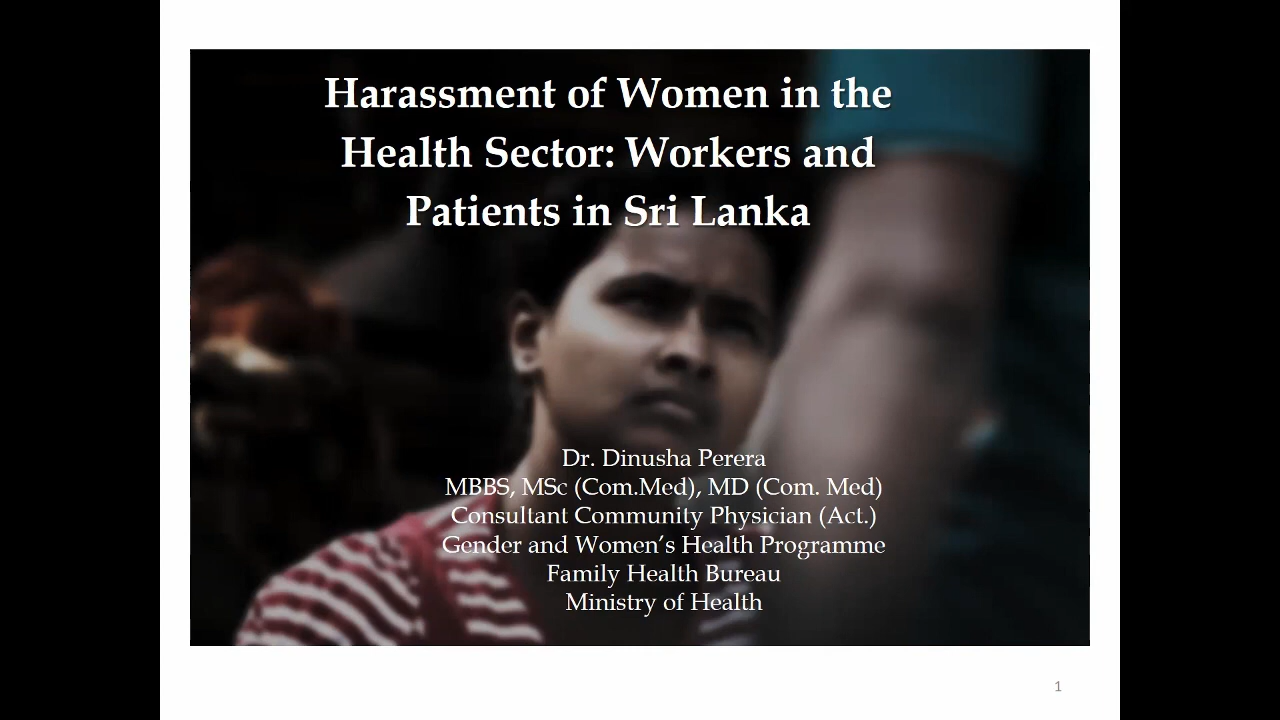 Harassment of Women in the
Health Sector: Workers and
Patients in Sri Lanka
Dr. Dinusha Perera
MBBS, MSc (Com.Med), MD (Com. Med)
Consultant Community Physician (Act.)
Gender and Women’s Health Programme
Family Health Bureau
Ministry of Health
1